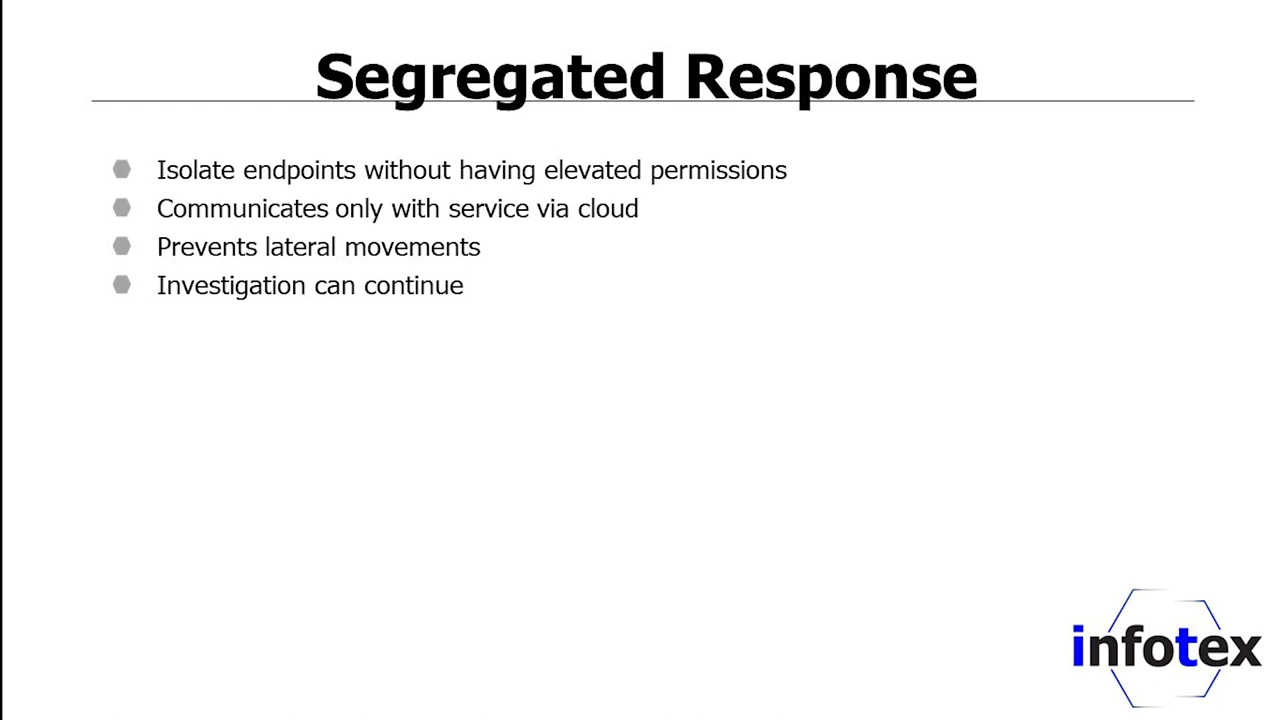 Segregated Response
Isolate endpoints without having elevated permissions
Communicates only with service via cloud
Prevents lateral movements
Investigation can continue
infotex